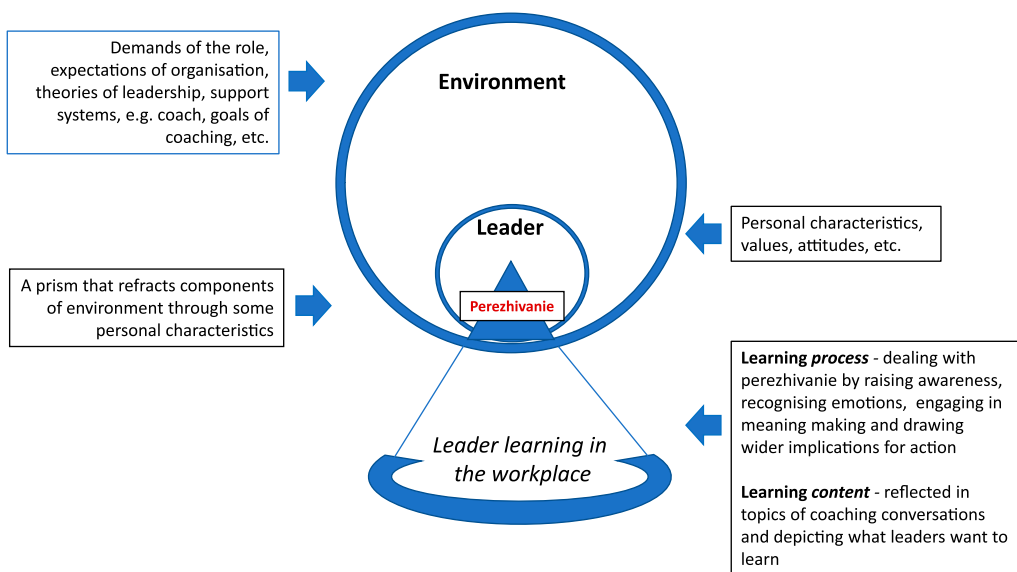 Demands of the role,
expectations of organisation,
theories of leadership, support
systems, e.g. coach, goals of
coaching, etc.
Environment
Leader
Personal characteristics,
values, attitudes, etc.
A prism that refracts components
of environment through some
personal characteristics
Perezhivanie
Leader learning in
the workplace
Learning process - dealing with
perezhivanie by raising awareness,
recognising emotions, engaging in
meaning making and drawing
wider implications for action
Learning content - reflected in
topics of coaching conversations
and depicting what leaders want to
learn